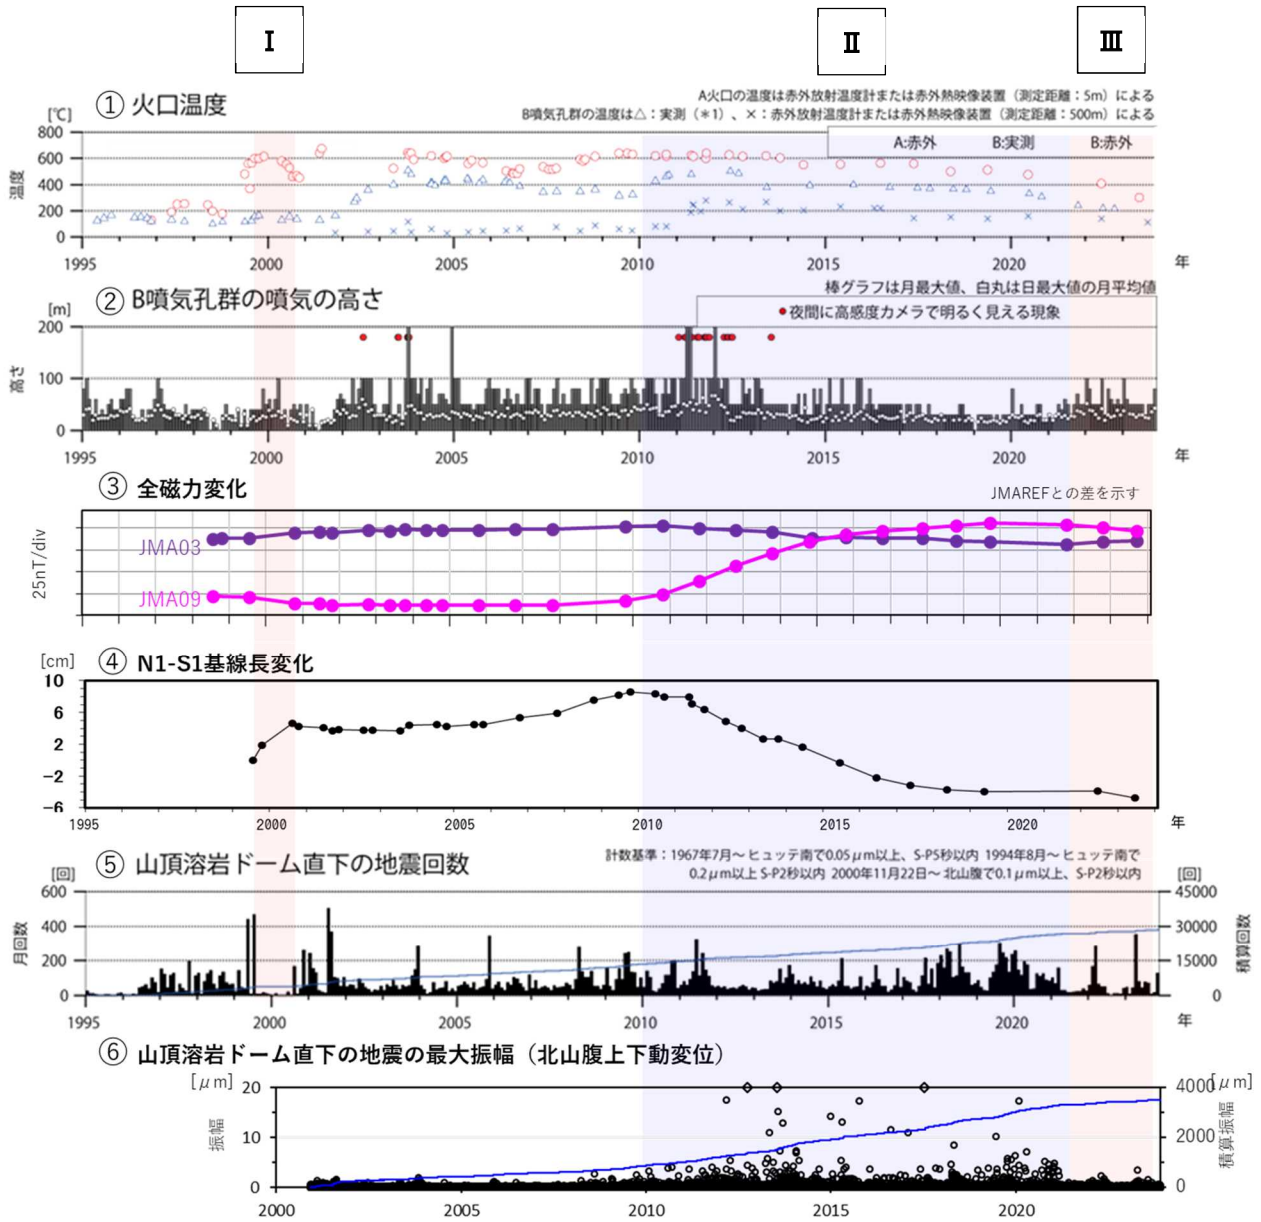 Ⅰ
Ⅱ
Ⅲ
① 火口温度
A火口の温度は赤外放射温度計または赤外熱映像装置（測定距離：5m）による
[℃]
B噴気孔群の温度は△：実測（＊1）、×：赤外放射温度計または赤外熱映像装置（測定距離：500m）による
A:赤外 B:実測 B:赤外
温度
800
600
400
200
0
1995 2000 2005 2010 2015 2020 年
② B噴気孔群の噴気の高さ
棒グラフは月最大値、白丸は日最大値の月平均値
[m]
●夜間に高感度カメラで明るく見える現象
高さ
200
100
0
1995 2000 2005 2010 2015 2020 年
③ 全磁力変化
JMAREFとの差を示す
25nT/div
JMA03
JMA09
[cm]
④ N1-S1基線長変化
10
6
2
-2
-6
1995 2000 2005 2010 2015 2020 年
⑤ 山頂溶岩ドーム直下の地震回数
計数基準：1967年7月～ ヒュッテ南で0.05μm以上、S-P5秒以内 1994年8月～ ヒュッテ南で
0.2μm以上 S-P2秒以内 2000年11月22日～ 北山腹で0.1μm以上、S-P2秒以内
[回] [回]
月回数
600 45000
400 30000
200 15000
0 0
積算回数
1995 2000 2005 2010 2015 2020 年
⑥ 山頂溶岩ドーム直下の地震の最大振幅（北山腹上下動変位）
[μm] [μm]
振幅
20 4000
10 2000
0 0
積算振幅
2000 2005 2010 2015 2020